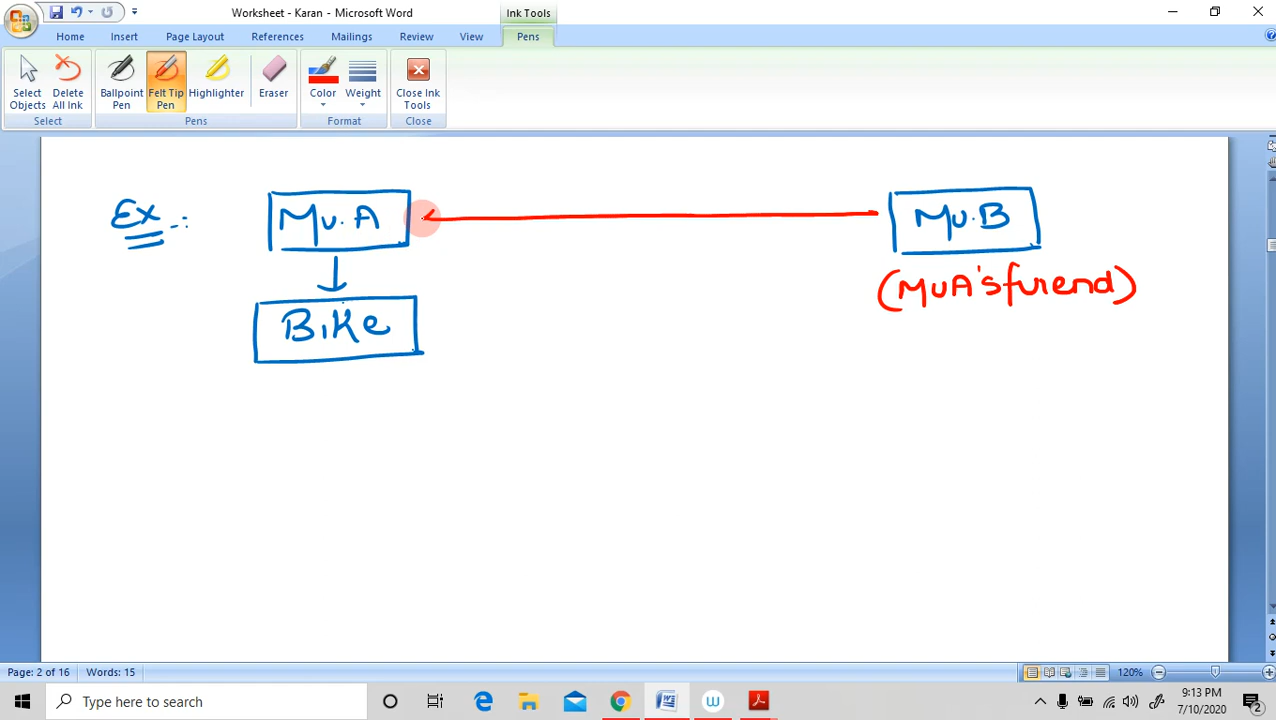 Worksheet - Karan - Microsoft Word
Ink Tools
Home Insert Page Layout References Mailings Review View Pens
Select Objects
Delete All Ink
Ballpoint Pen
Felt Tip Pen
Highlighter
Eraser
Color
Weight
Close Ink Tools
Select Pens Format Close
Ex :
Mr. A
Mr. B
(Mr A's friend)
Bike
Page: 2 of 16 Words: 15
120%
Type here to search
9:13 PM
7/10/2020
2